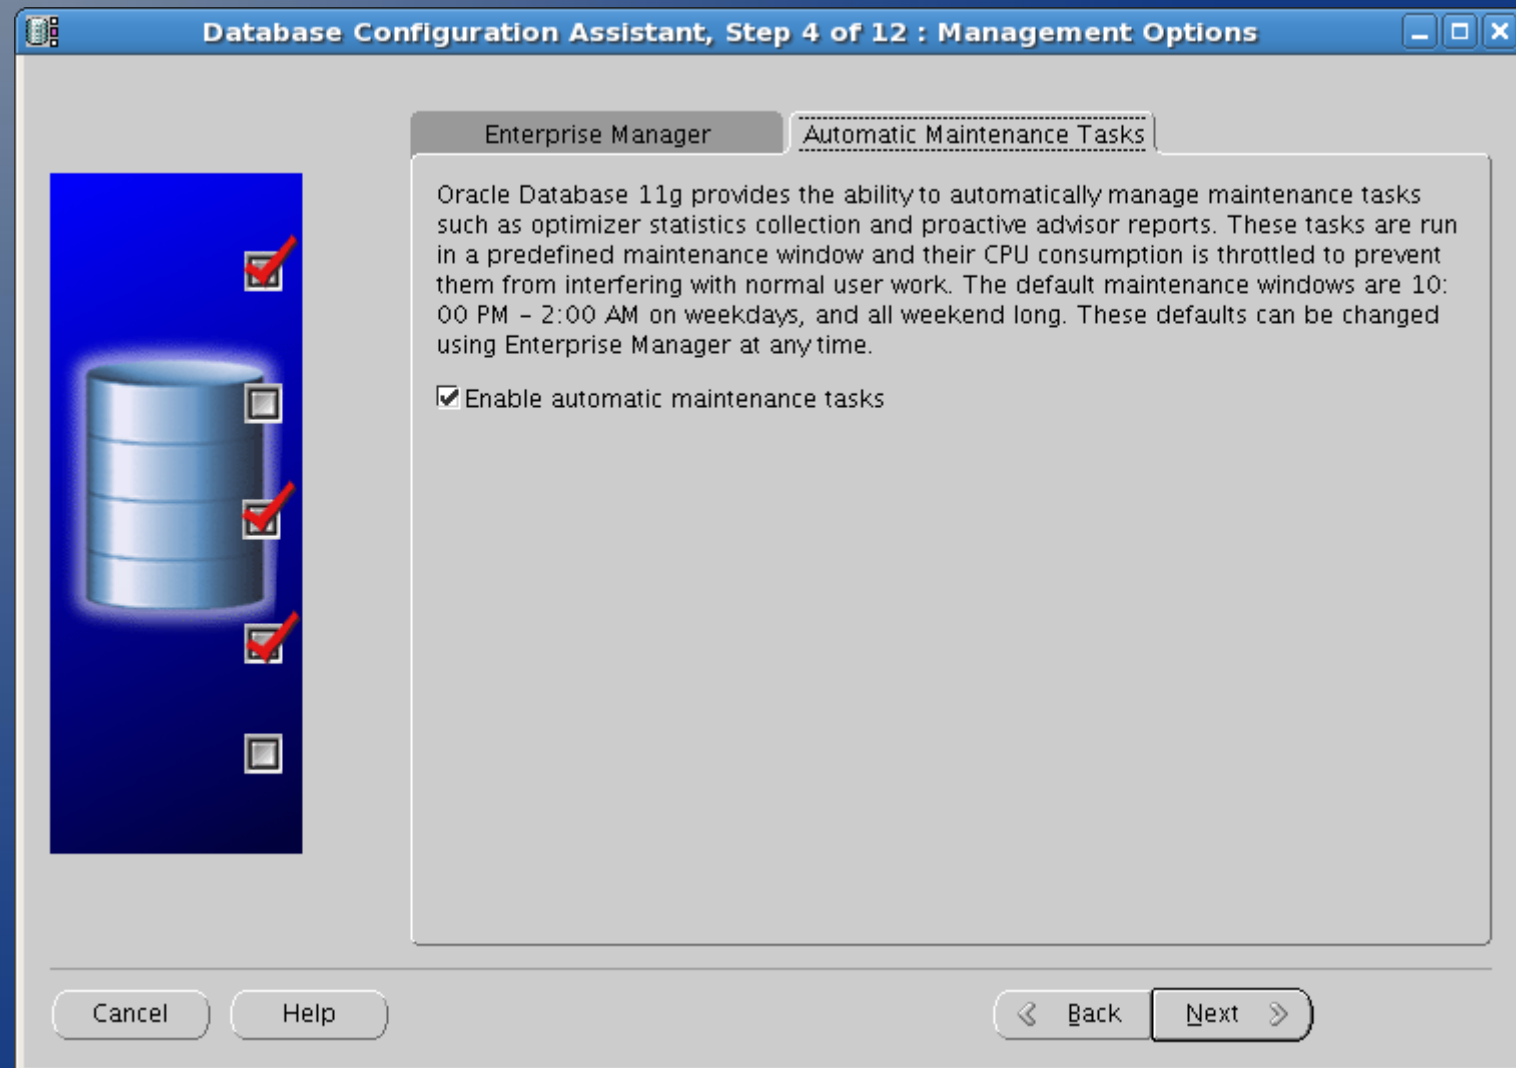 Database Configuration Assistant, Step 4 of 12 : Management Options
Enterprise Manager
Automatic Maintenance Tasks
Oracle Database 11g provides the ability to automatically manage maintenance tasks
such as optimizer statistics collection and proactive advisor reports. These tasks are run
in a predefined maintenance window and their CPU consumption is throttled to prevent
them from interfering with normal user work. The default maintenance windows are 10:
00 PM - 2:00 AM on weekdays, and all weekend long. These defaults can be changed
using Enterprise Manager at any time.
Enable automatic maintenance tasks
Cancel
Help
Back
Next